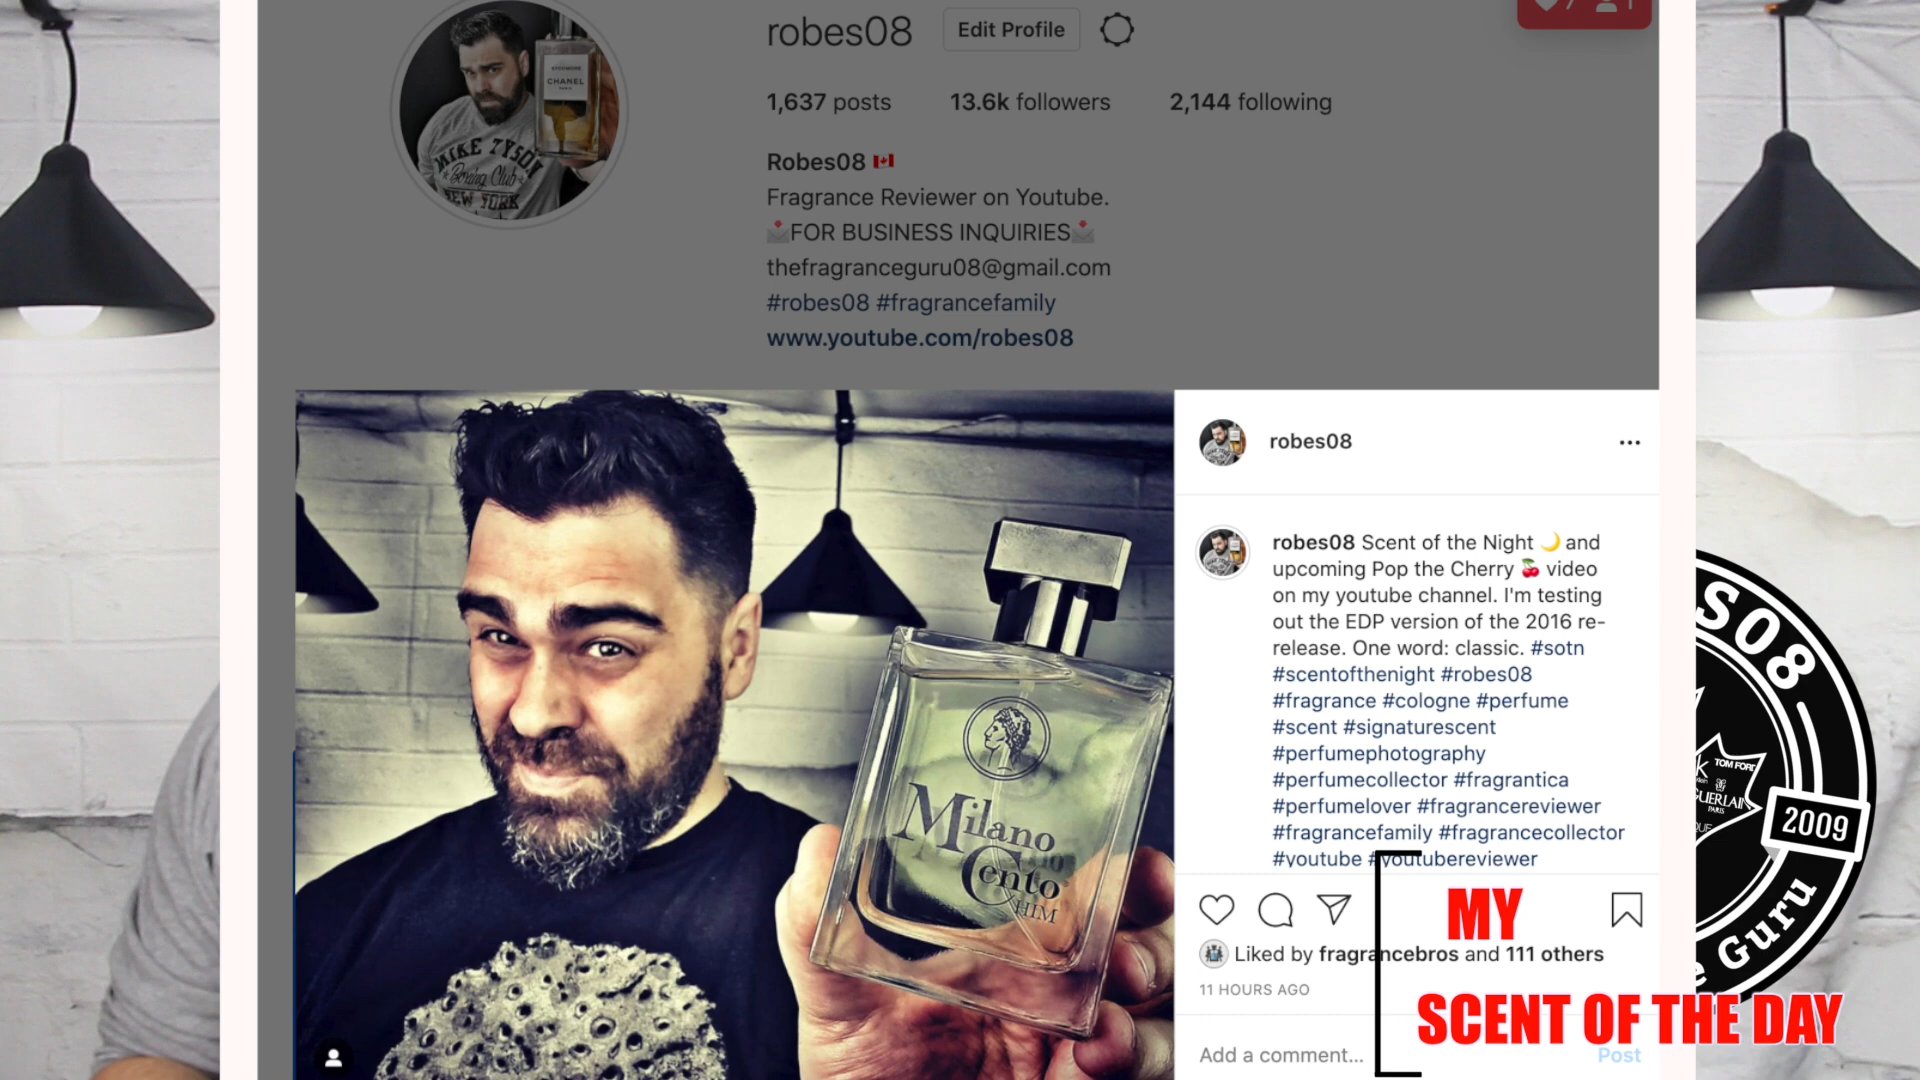 robes08 Edit Profile
7 1
1,637 posts 13.6k followers 2,144 following
Robes08 🇨🇦
Fragrance Reviewer on Youtube.
📩FOR BUSINESS INQUIRIES📩
thefragranceguru08@gmail.com
#robes08 #fragrancefamily
www.youtube.com/robes08
SYCOMORE
CHANEL
PARIS
MIKE TYSON
Boxing Club
NEW YORK
robes08
robes08 Scent of the Night 🌙 and
upcoming Pop the Cherry 🍒 video
on my youtube channel. I'm testing
out the EDP version of the 2016 re-
release. One word: classic. #sotn
#scentofthenight #robes08
#fragrance #cologne #perfume
#scent #signaturescent
#perfumephotography
#perfumecollector #fragrantica
#perfumelover #fragrancereviewer
#fragrancefamily #fragrancecollector
#youtube #youtubereviewer
Liked by fragrancebros and 111 others
11 HOURS AGO
Add a comment... Post
Milano
Cento
HIM
S08
TOM FORD
GUERLAIN
PARIS
2009
Guru
MY
SCENT OF THE DAY